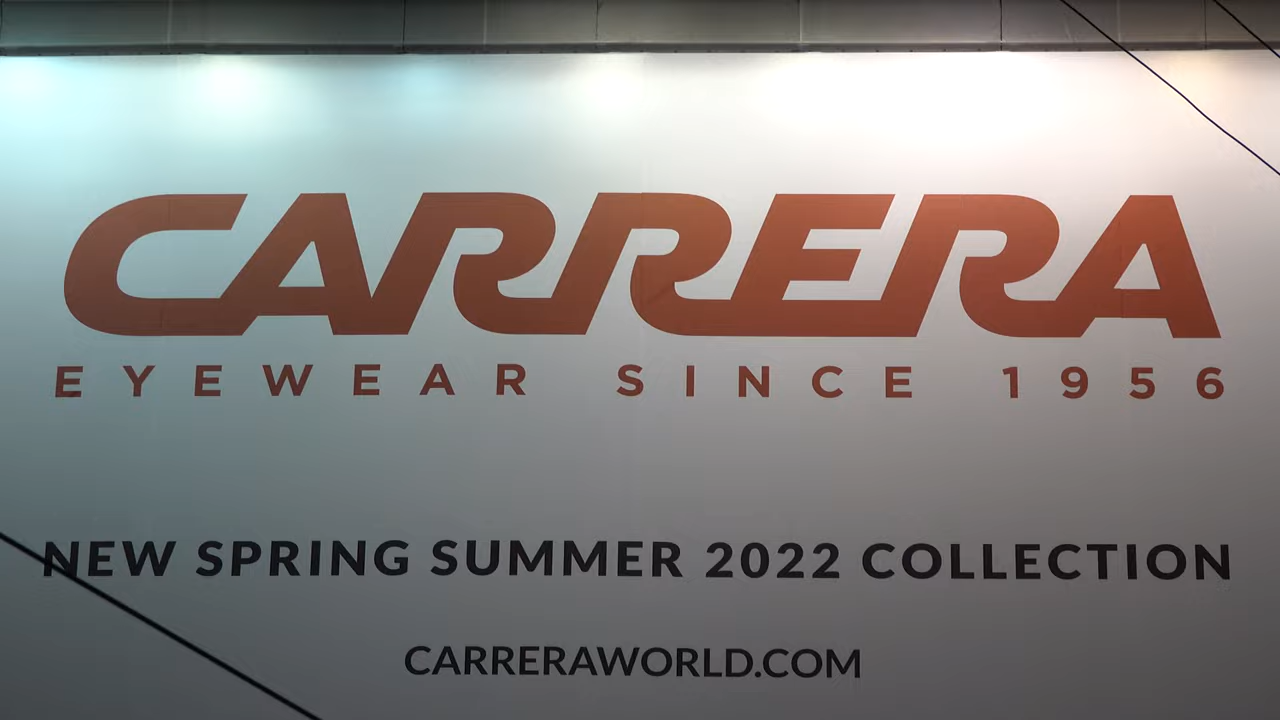 CARRERA
EYEWEAR SINCE 1956
NEW SPRING SUMMER 2022 COLLECTION
CARRERAWORLD.COM